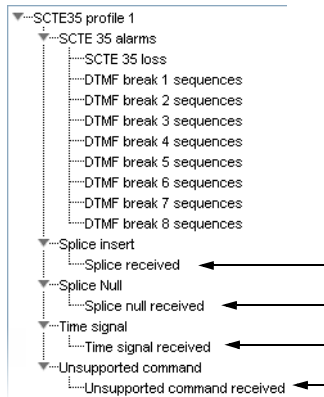 SCTE35 profile 1
SCTE 35 alarms
SCTE 35 loss
DTMF break 1 sequences
DTMF break 2 sequences
DTMF break 3 sequences
DTMF break 4 sequences
DTMF break 5 sequences
DTMF break 6 sequences
DTMF break 7 sequences
DTMF break 8 sequences
Splice insert
Splice received
Splice Null
Splice null received
Time signal
Time signal received
Unsupported command
Unsupported command received